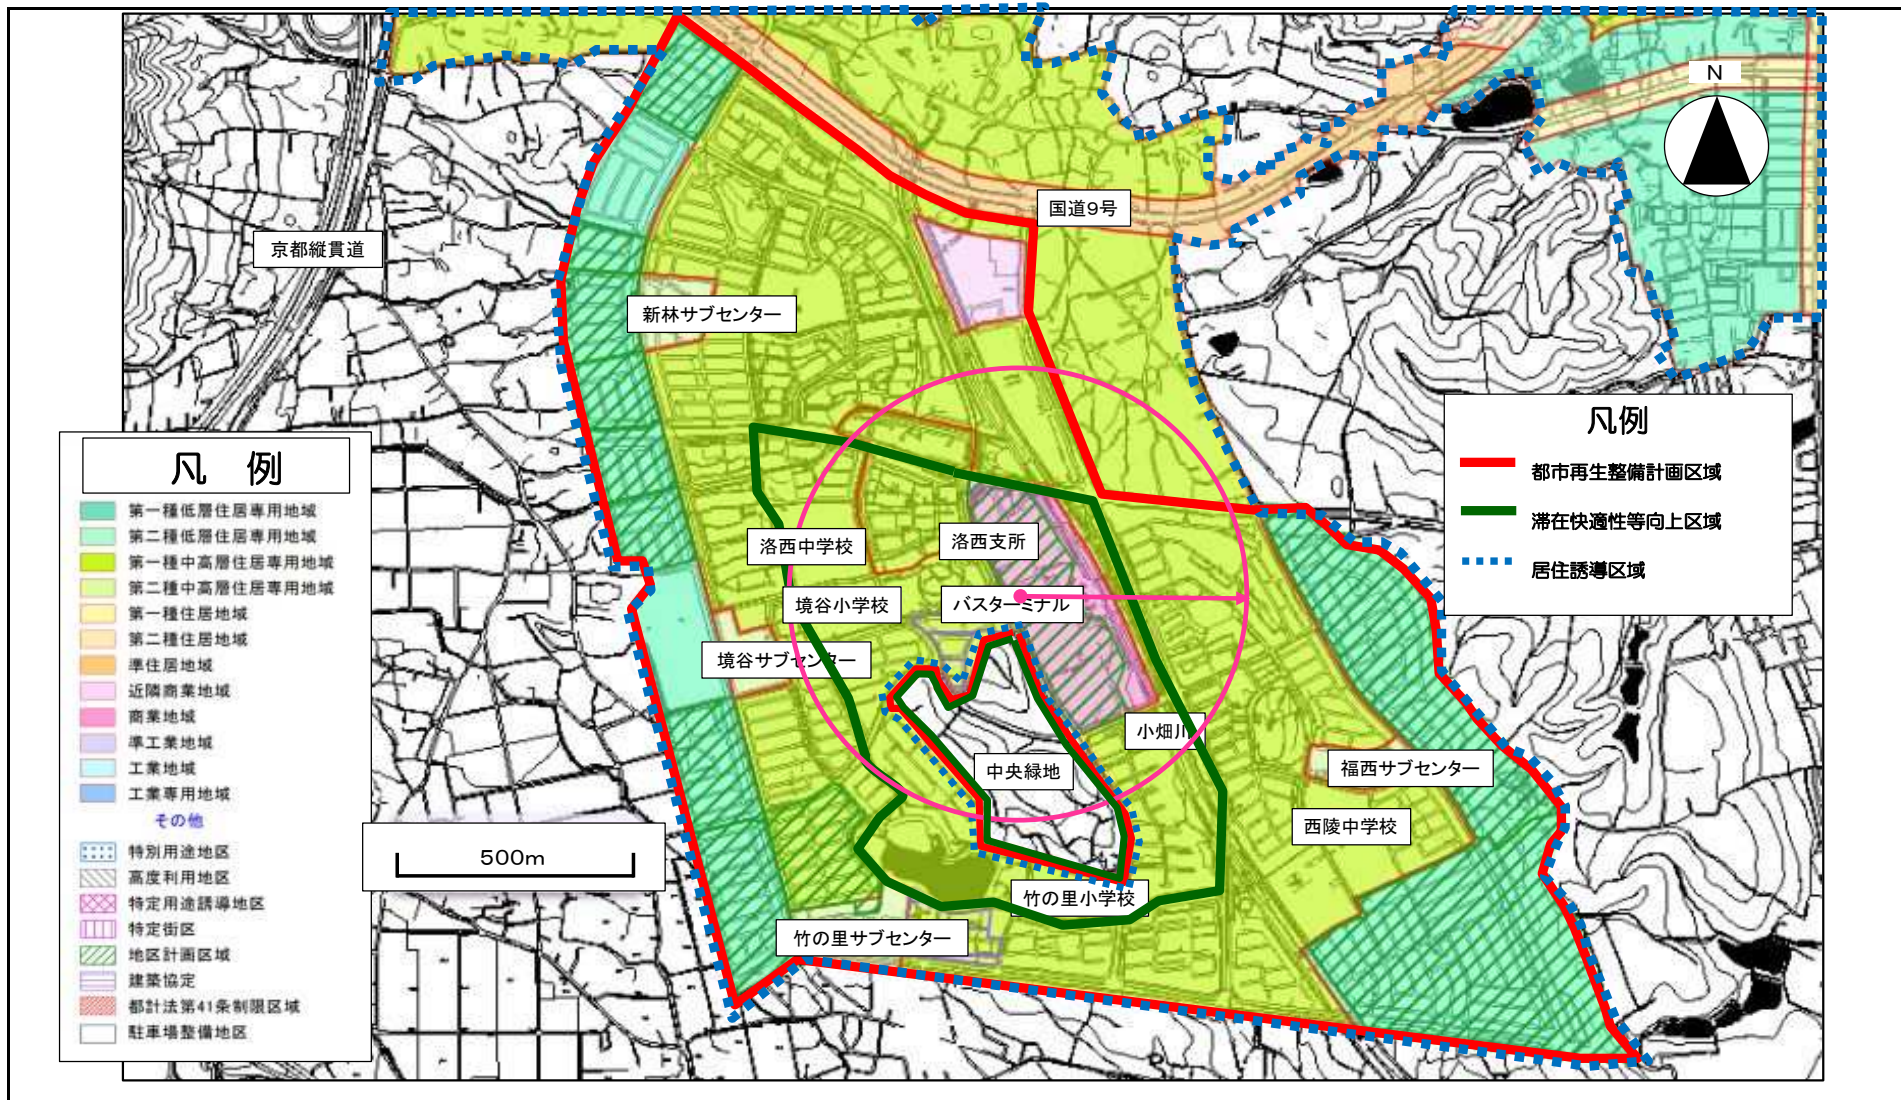 N
国道9号
京都縦貫道
新林サブセンター
凡例
都市再生整備計画区域
滞在快適性等向上区域
居住誘導区域
凡 例
第一種低層住居専用地域
第二種低層住居専用地域
第一種中高層住居専用地域
第二種中高層住居専用地域
第一種住居地域
第二種住居地域
準住居地域
近隣商業地域
商業地域
準工業地域
工業地域
工業専用地域
その他
特別用途地区
高度利用地区
特定用途誘導地区
特定街区
地区計画区域
建築協定
都計法第41条制限区域
駐車場整備地区
洛西中学校
洛西支所
境谷小学校
バスターミナル
境谷サブセンター
小畑川
中央緑地
福西サブセンター
西陵中学校
500m
竹の里小学校
竹の里サブセンター